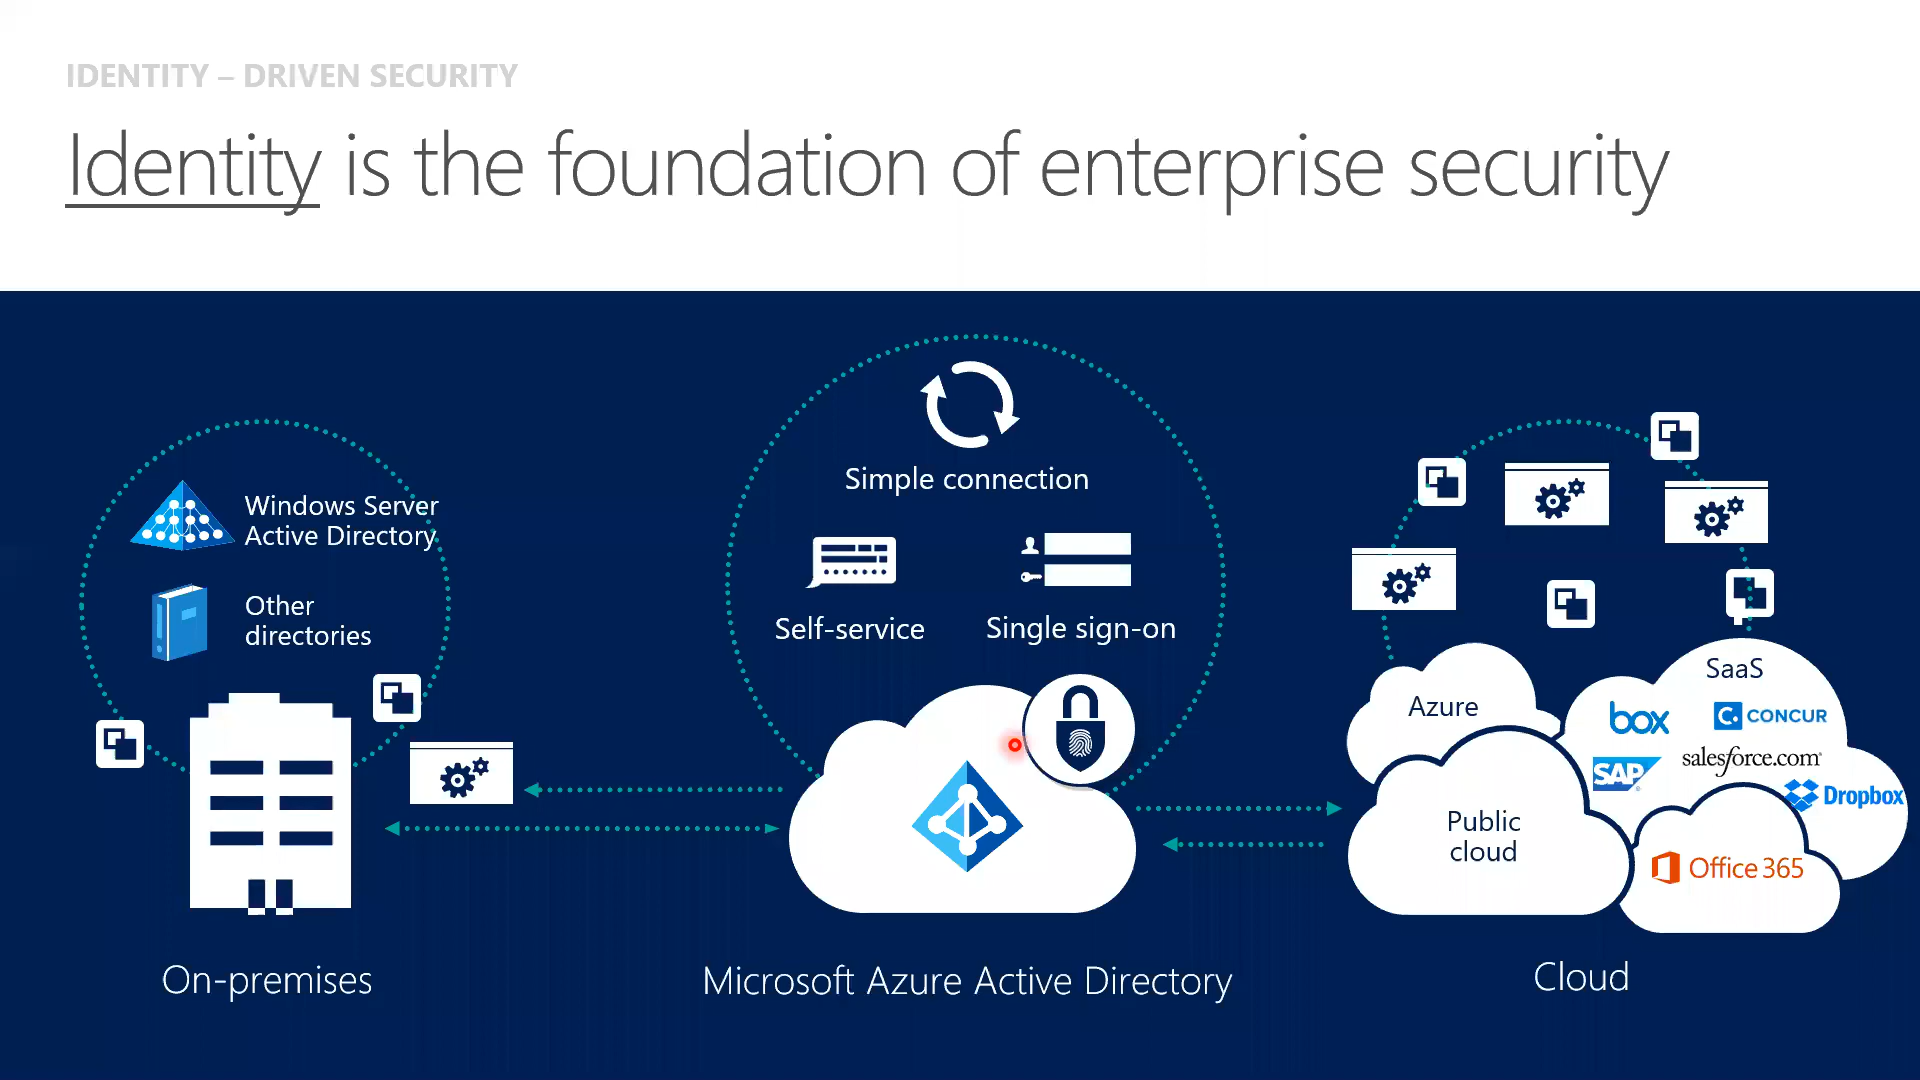 IDENTITY – DRIVEN SECURITY
Identity is the foundation of enterprise security
Simple connection
Self-service
Single sign-on
Windows Server
Active Directory
Other
directories
SaaS
Azure
box
CONCUR
SAP
salesforce.com
Dropbox
Public
cloud
Office 365
On-premises
Microsoft Azure Active Directory
Cloud